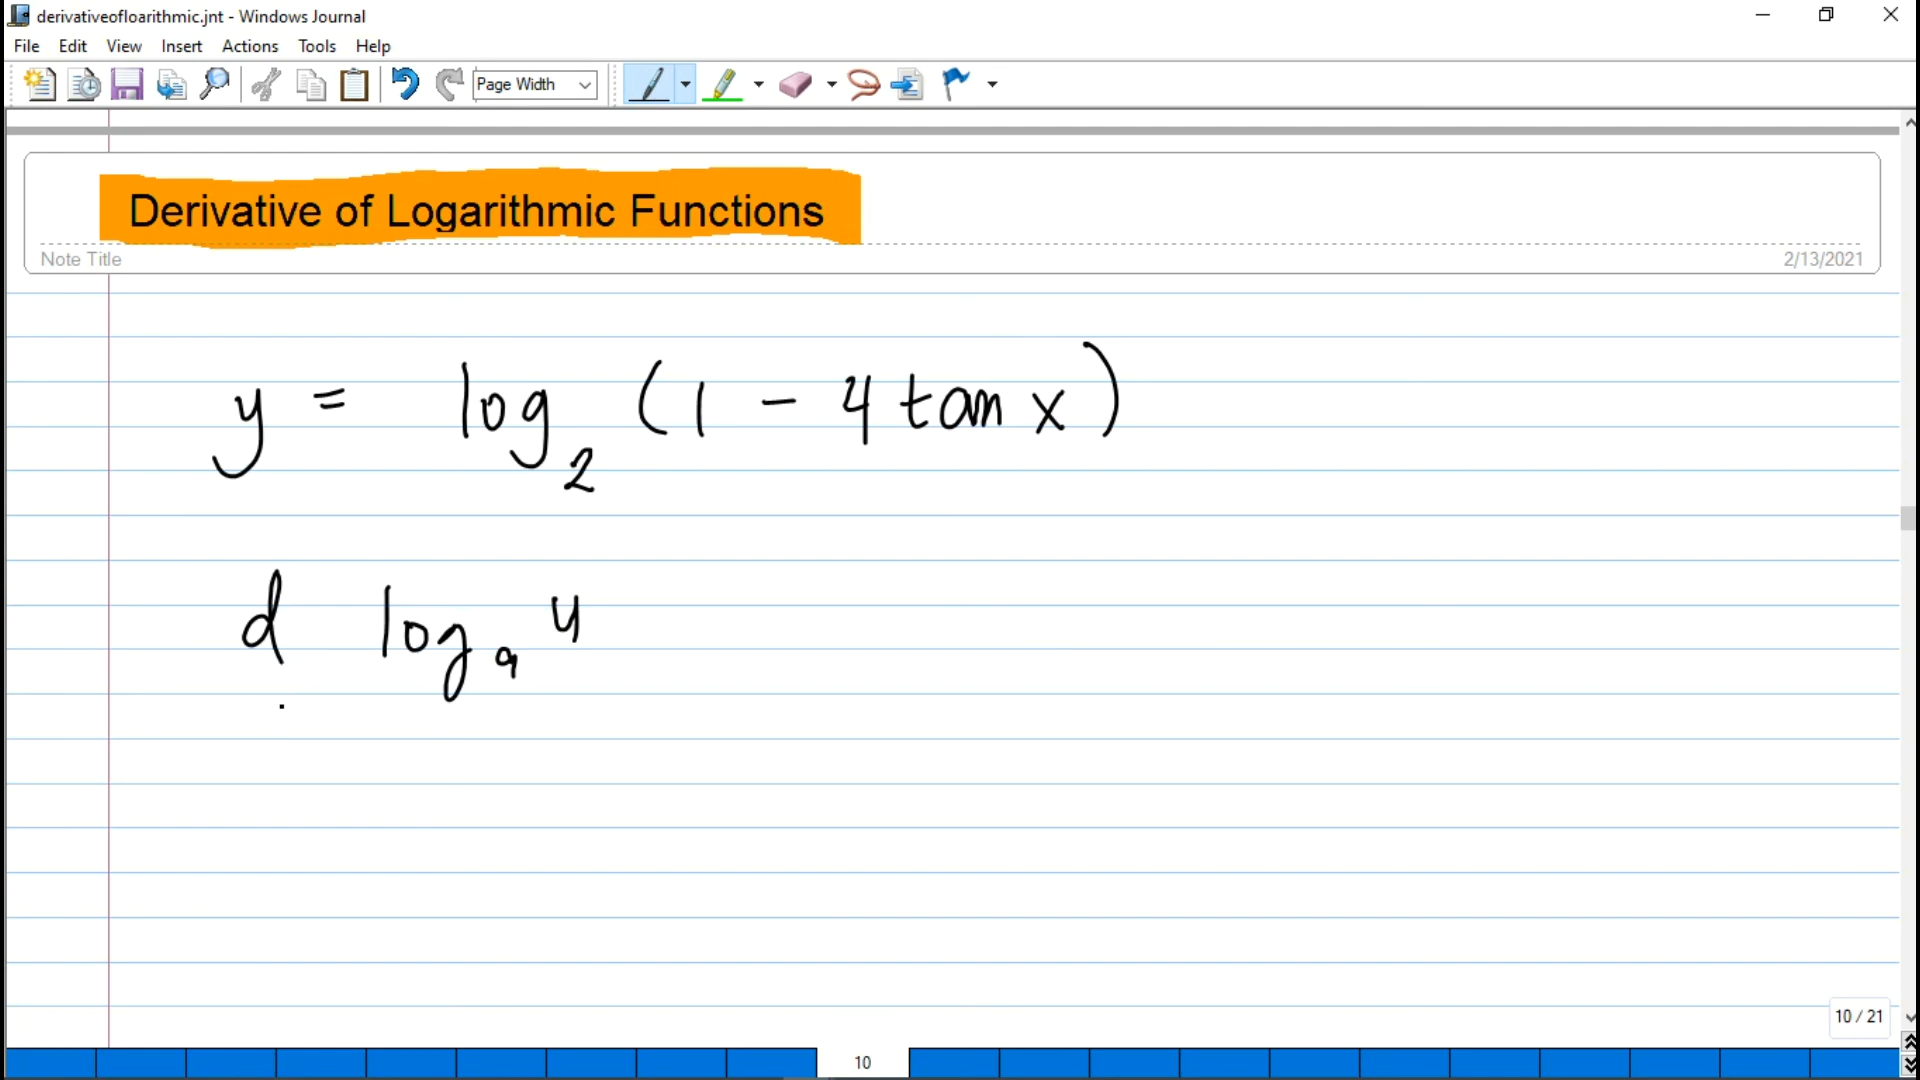 derivativeofloarithmic.jnt - Windows Journal
File Edit View Insert Actions Tools Help
Page Width
Derivative of Logarithmic Functions
Note Title
2/13/2021
y = log₂ (1 - 4 tan x)
d logₐ u
10 / 21
10